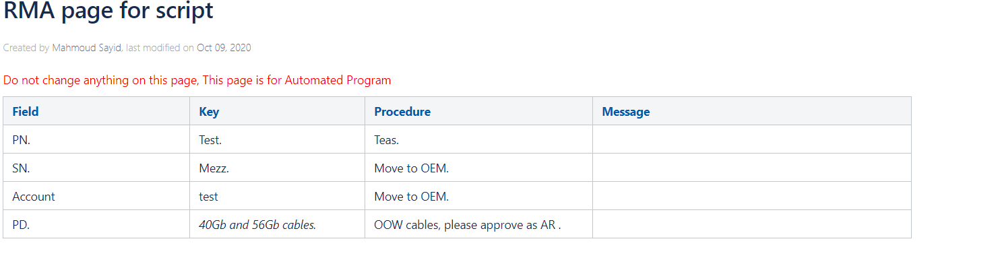 RMA page for script
Created by Mahmoud Sayid, last modified on Oct 09, 2020
Do not change anything on this page, This page is for Automated Program
Field Key Procedure Message
PN. Test. Teas.
SN. Mezz. Move to OEM.
Account test Move to OEM.
PD. 40Gb and 56Gb cables. OOW cables, please approve as AR .